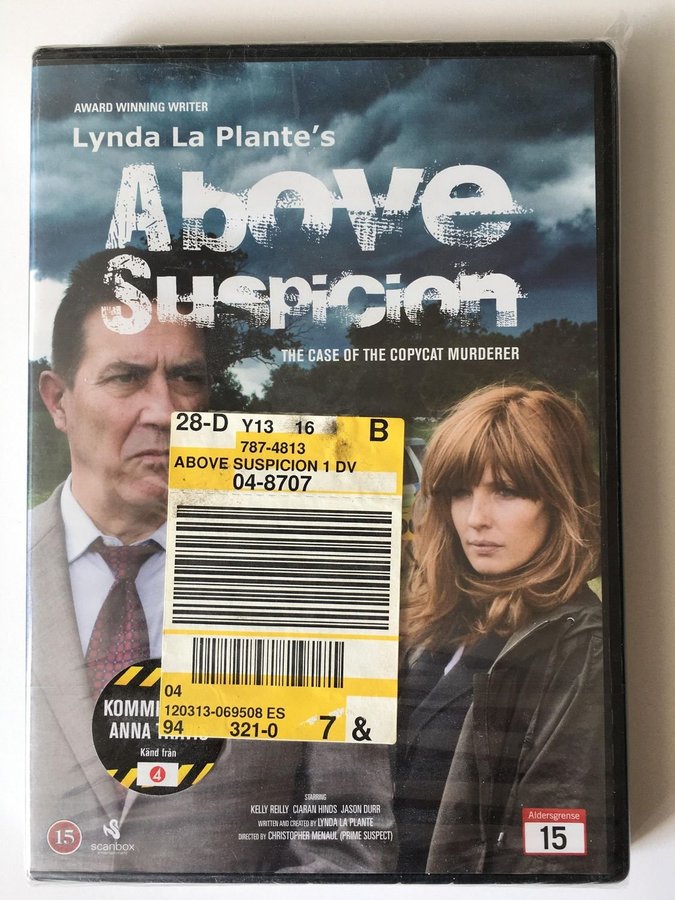 AWARD WINNING WRITER
Lynda La Plante's
Above
Suspicion
THE CASE OF THE COPYCAT MURDERER
28-D Y13 16 B
787-4813
ABOVE SUSPICION 1 DV
04-8707
04
120313-069508 ES
94 321-0 7 &
ANNA
Känd från
4
STARRING
KELLY REILLY CIARAN HINDS JASON DURR
WRITTEN AND CREATED BY LYNDA LA PLANTE
DIRECTED BY CHRISTOPHER MENAUL (PRIME SUSPECT)
15
scanbox
Aldersgrense
15